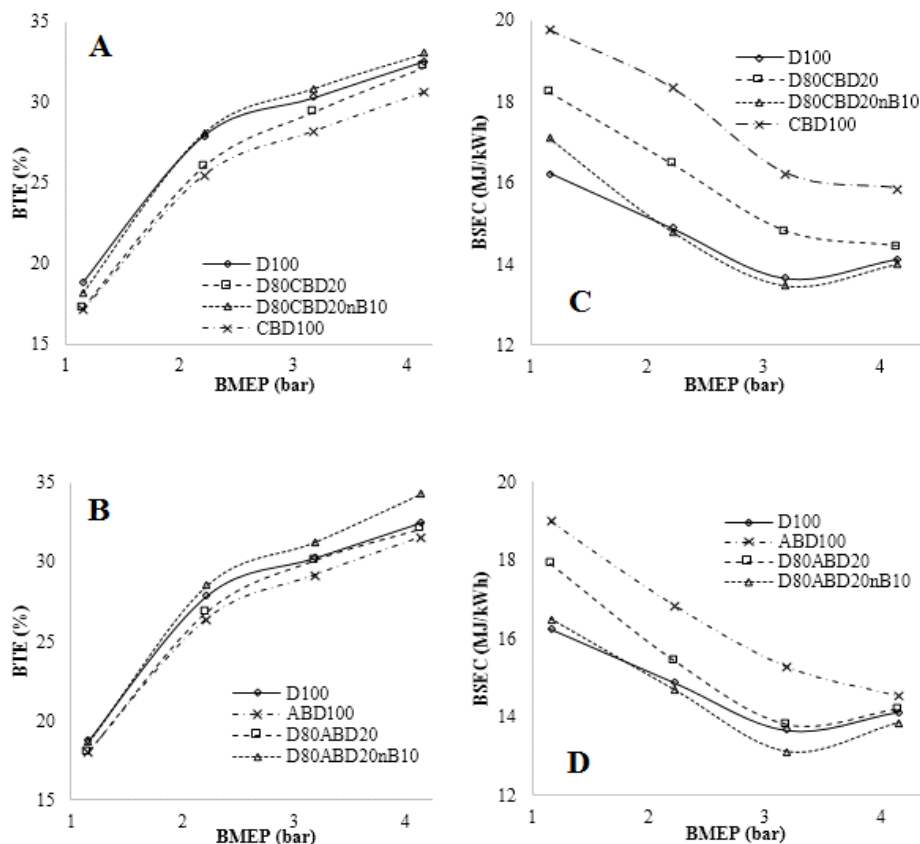 A
BTE (%)
35
30
25
20
15
D100
D80CBD20
D80CBD20nB10
CBD100
1 2 3 4
BMEP (bar)
C
BSEC (MJ/kWh)
20
18
16
14
12
D100
D80CBD20
D80CBD20nB10
CBD100
1 2 3 4
BMEP (bar)
B
BTE (%)
35
30
25
20
15
D100
ABD100
D80ABD20
D80ABD20nB10
1 2 3 4
BMEP (bar)
D
BSEC (MJ/kWh)
20
18
16
14
12
D100
ABD100
D80ABD20
D80ABD20nB10
1 2 3 4
BMEP (bar)